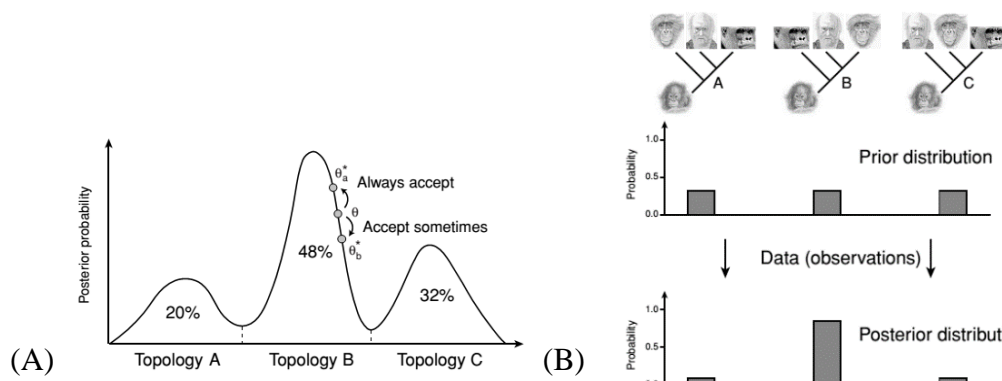 Posterior probability
θ*a
Always accept
θ
Accept sometimes
θ*b
48%
20%
32%
Topology A
Topology B
Topology C
(A)
A
B
C
Probability
1.0
0.5
0.0
Prior distribution
Data (observations)
Probability
1.0
0.5
Posterior distribut
(B)